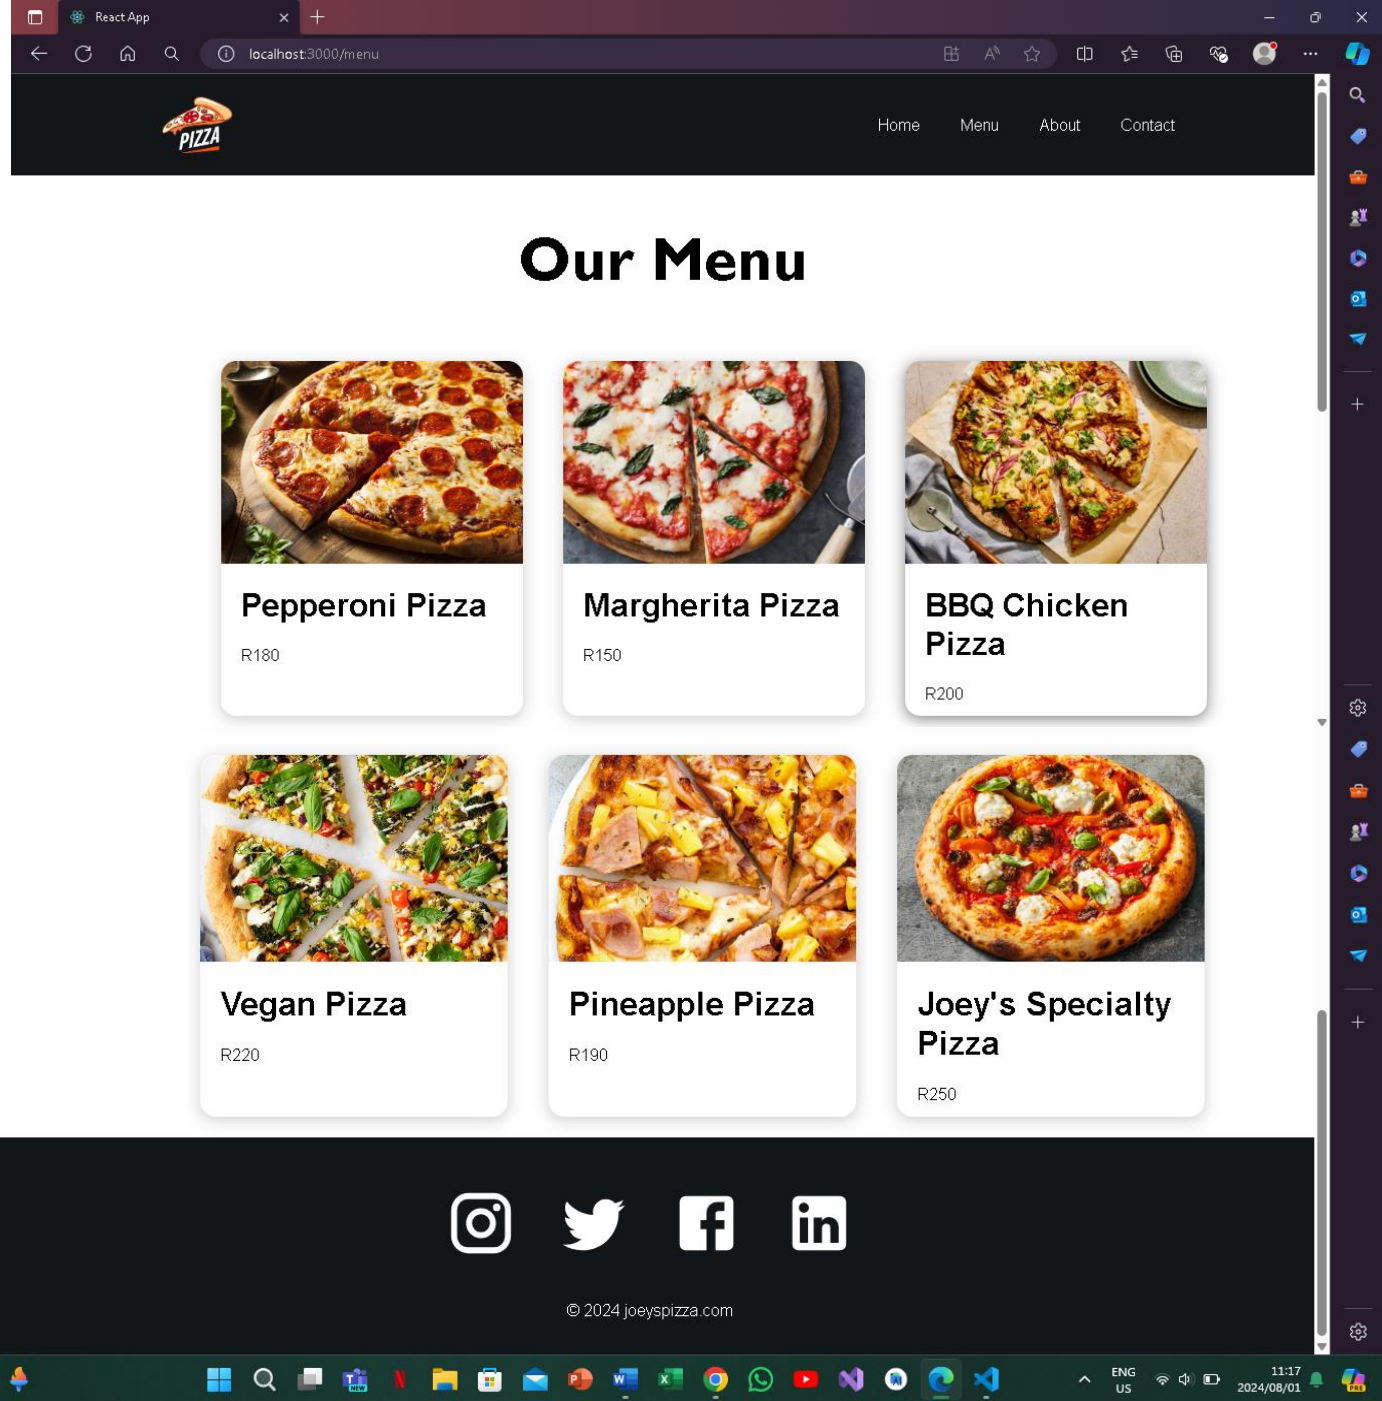 React App
localhost:3000/menu
PIZZA
Home Menu About Contact
Our Menu
Pepperoni Pizza
R180
Margherita Pizza
R150
BBQ Chicken
Pizza
R200
Vegan Pizza
R220
Pineapple Pizza
R190
Joey's Specialty
Pizza
R250
© 2024 joeyspizza.com
ENG
US
11:17
2024/08/01